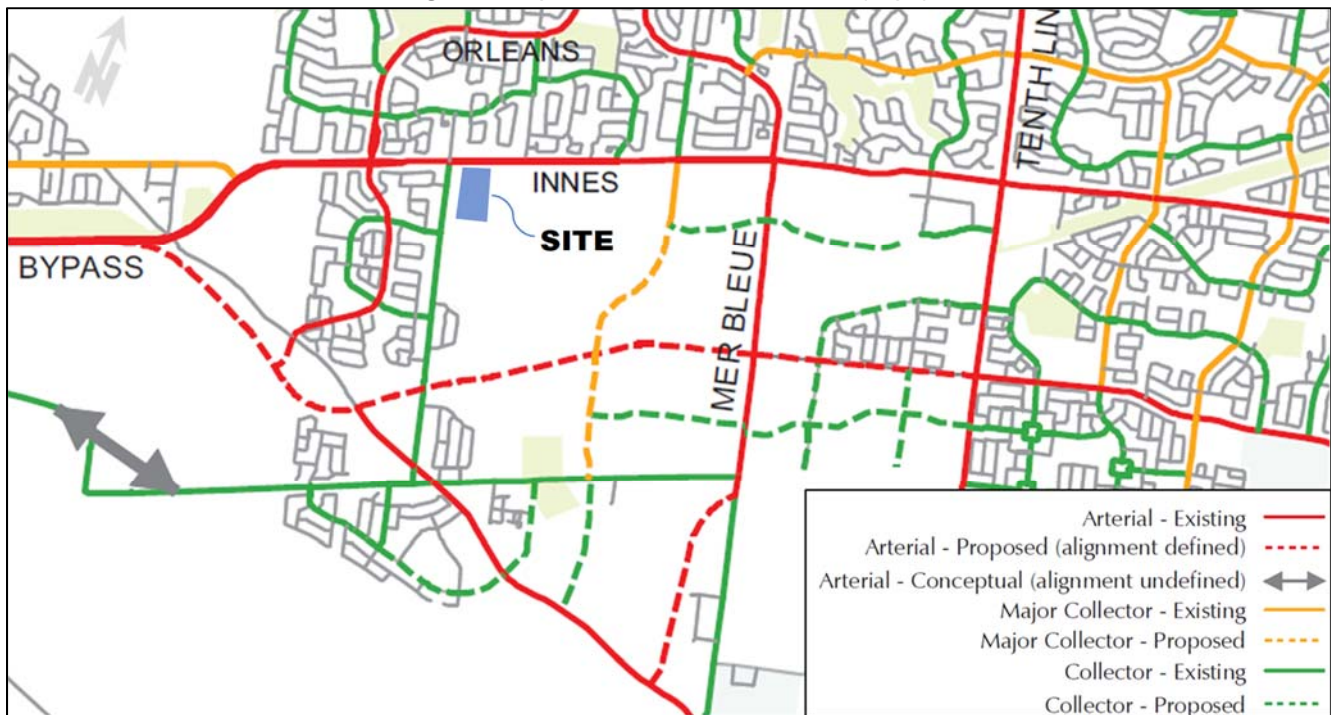 ORLEANS
TENTH LIN
INNES
SITE
BYPASS
MER BLEUE
Arterial - Existing
Arterial - Proposed (alignment defined)
Arterial - Conceptual (alignment undefined)
Major Collector - Existing
Major Collector - Proposed
Collector - Existing
Collector - Proposed